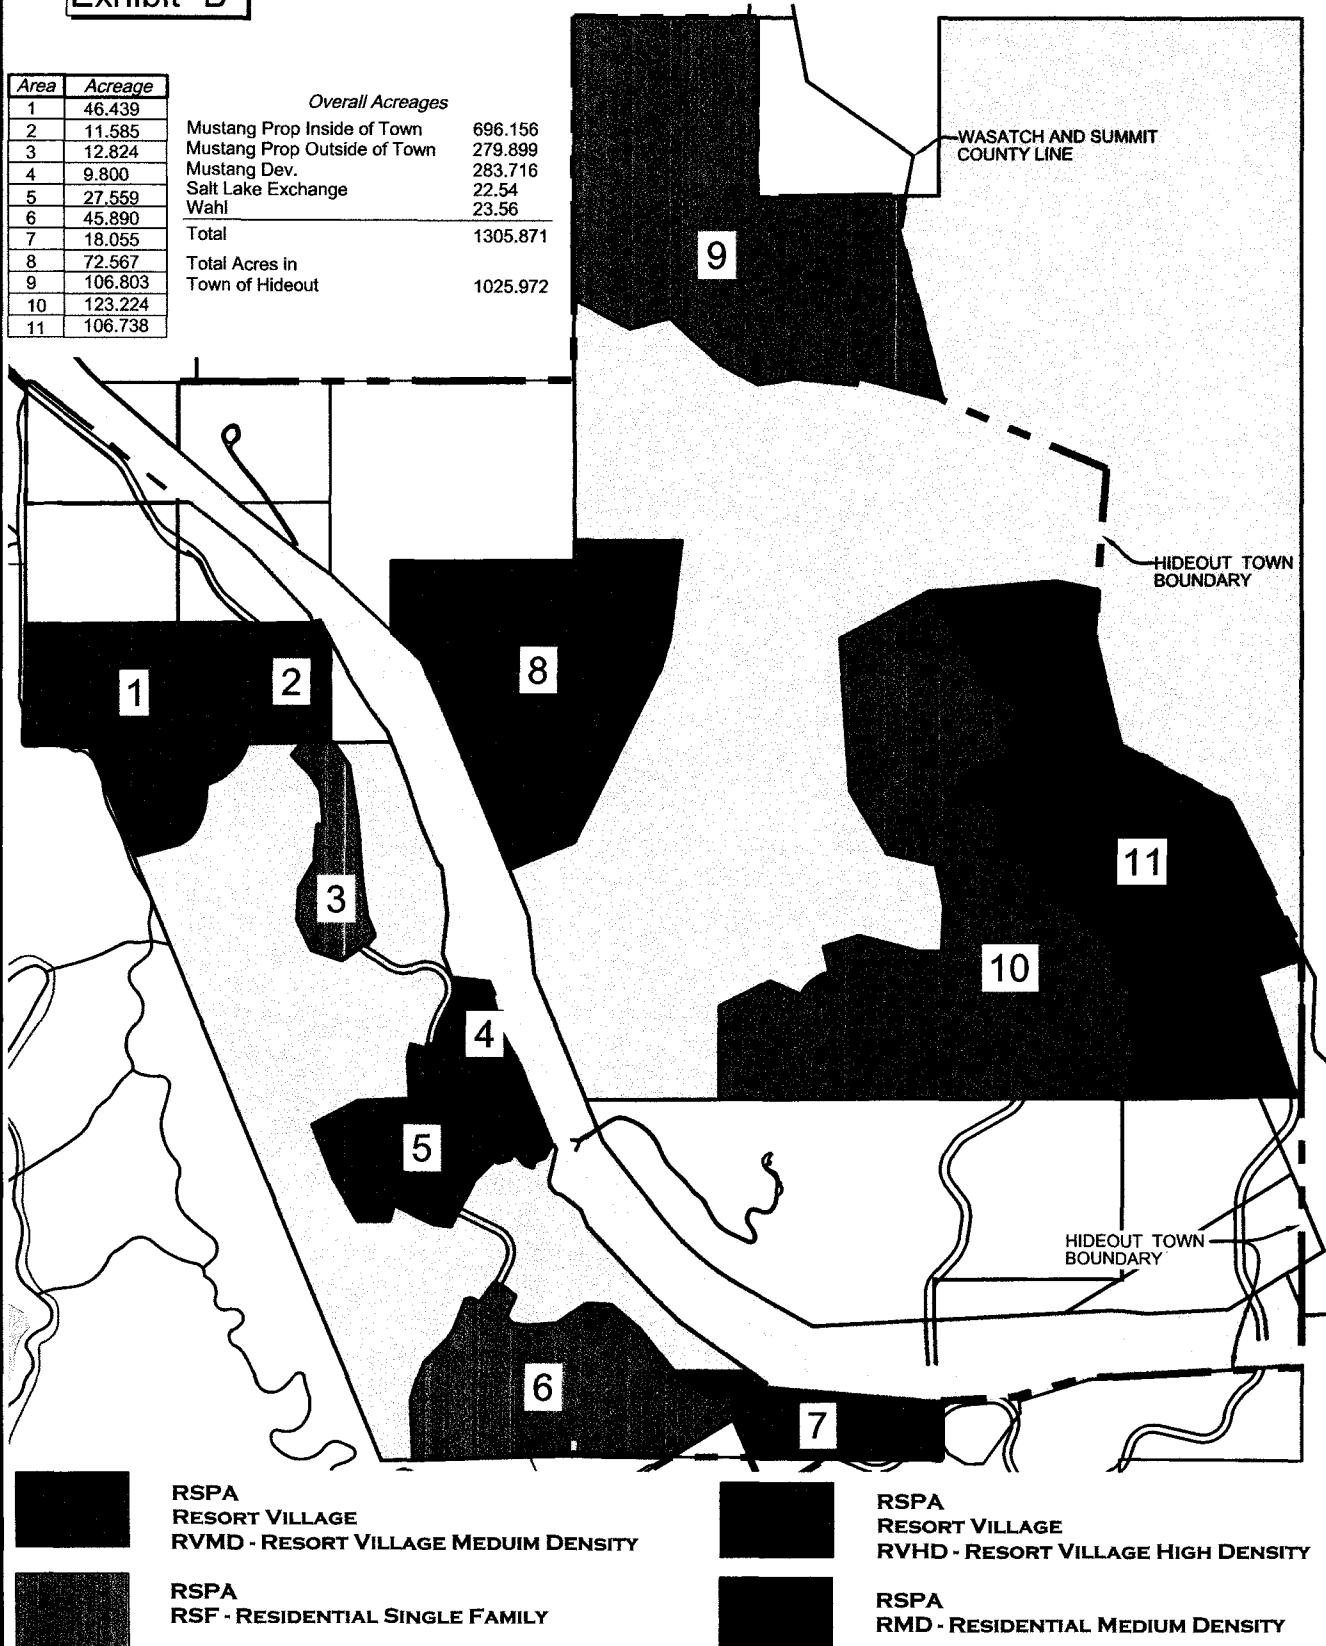 Exhibit "B"
Area Acreage
1 46.439
2 11.585
3 12.824
4 9.800
5 27.559
6 45.890
7 18.055
8 72.567
9 106.803
10 123.224
11 106.738
Overall Acreages
Mustang Prop Inside of Town 696.156
Mustang Prop Outside of Town 279.899
Mustang Dev. 283.716
Salt Lake Exchange 22.54
Wahl 23.56
Total 1305.871
Total Acres in
Town of Hideout 1025.972
WASATCH AND SUMMIT
COUNTY LINE
9
HIDEOUT TOWN
BOUNDARY
8
1
2
11
3
10
4
5
HIDEOUT TOWN
BOUNDARY
6
7
RSPA
RESORT VILLAGE
RVMD - RESORT VILLAGE MEDUIM DENSITY
RSPA
RESORT VILLAGE
RVHD - RESORT VILLAGE HIGH DENSITY
RSPA
RSF - RESIDENTIAL SINGLE FAMILY
RSPA
RMD - RESIDENTIAL MEDIUM DENSITY